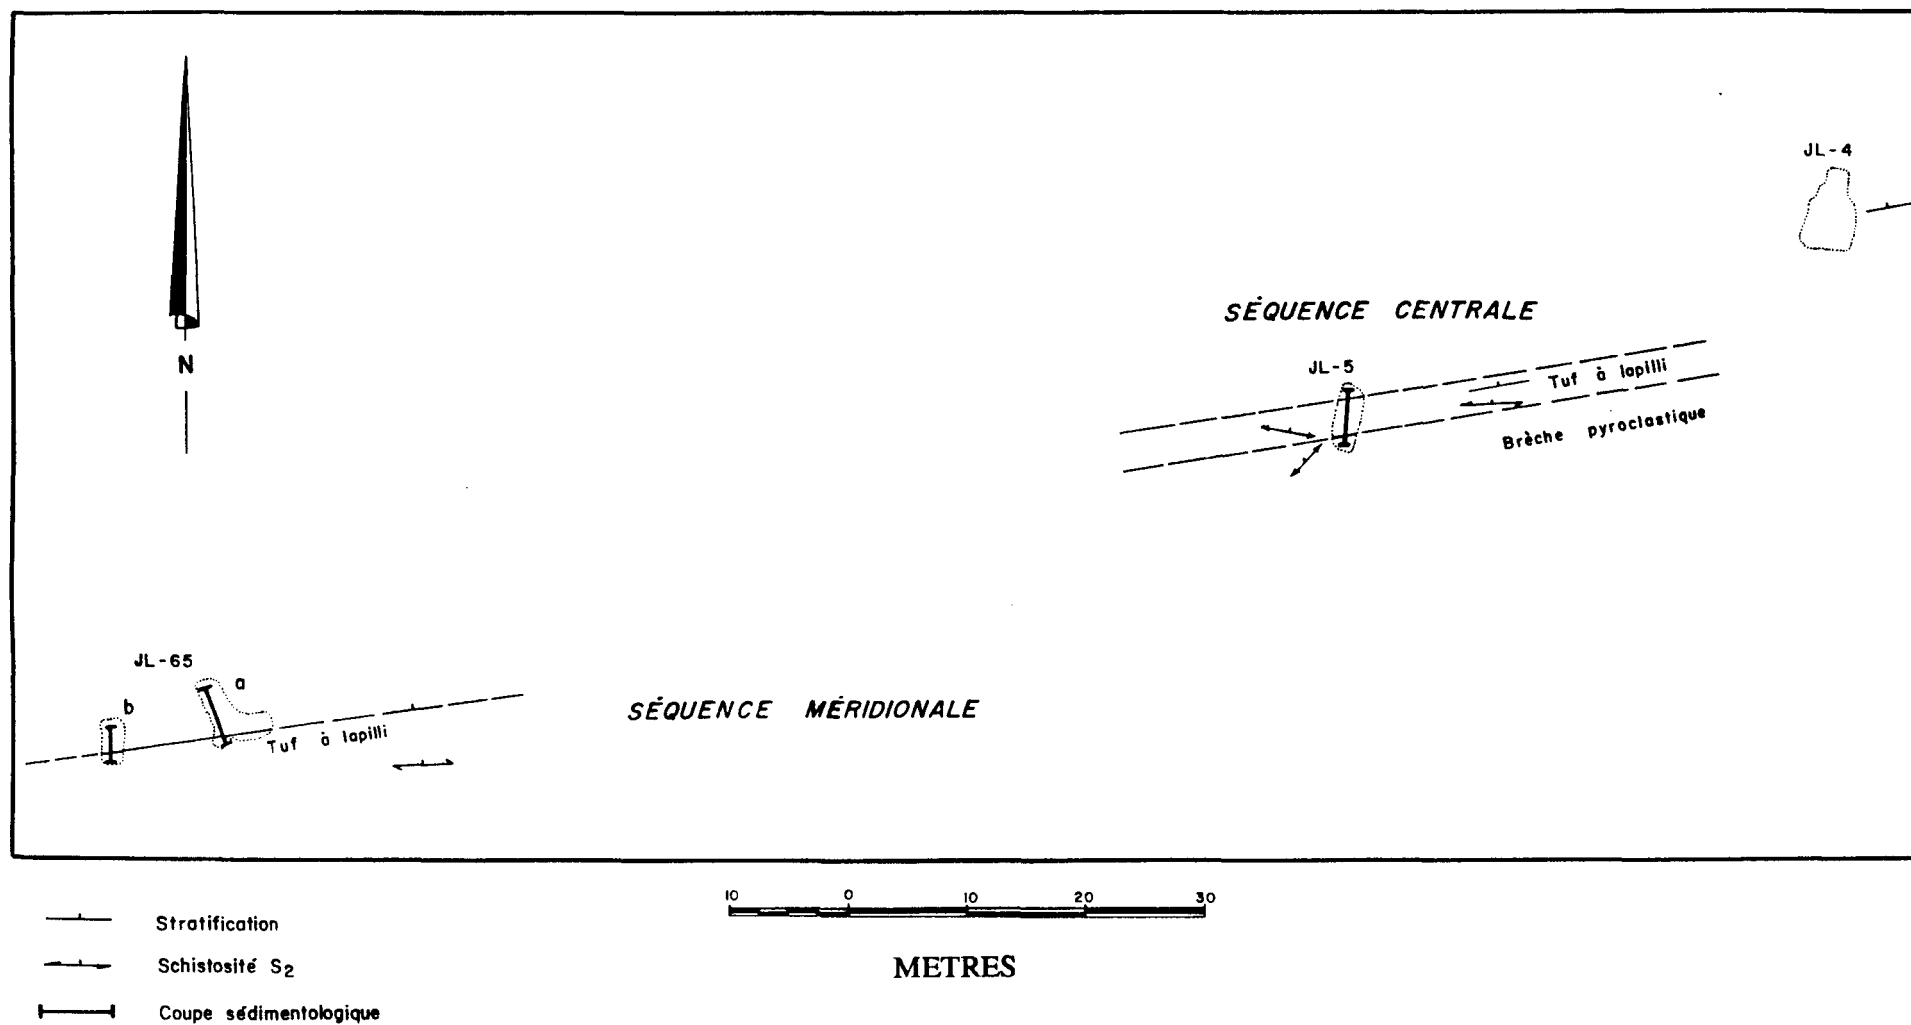 JL-4
SÉQUENCE CENTRALE
N
JL-5
Tuf à lapilli
Brèche pyroclastique
JL-65
a
b
SÉQUENCE MÉRIDIONALE
Tuf à lapilli
10 0 10 20 30
METRES
Stratification
Schistosité S2
Coupe sédimentologique